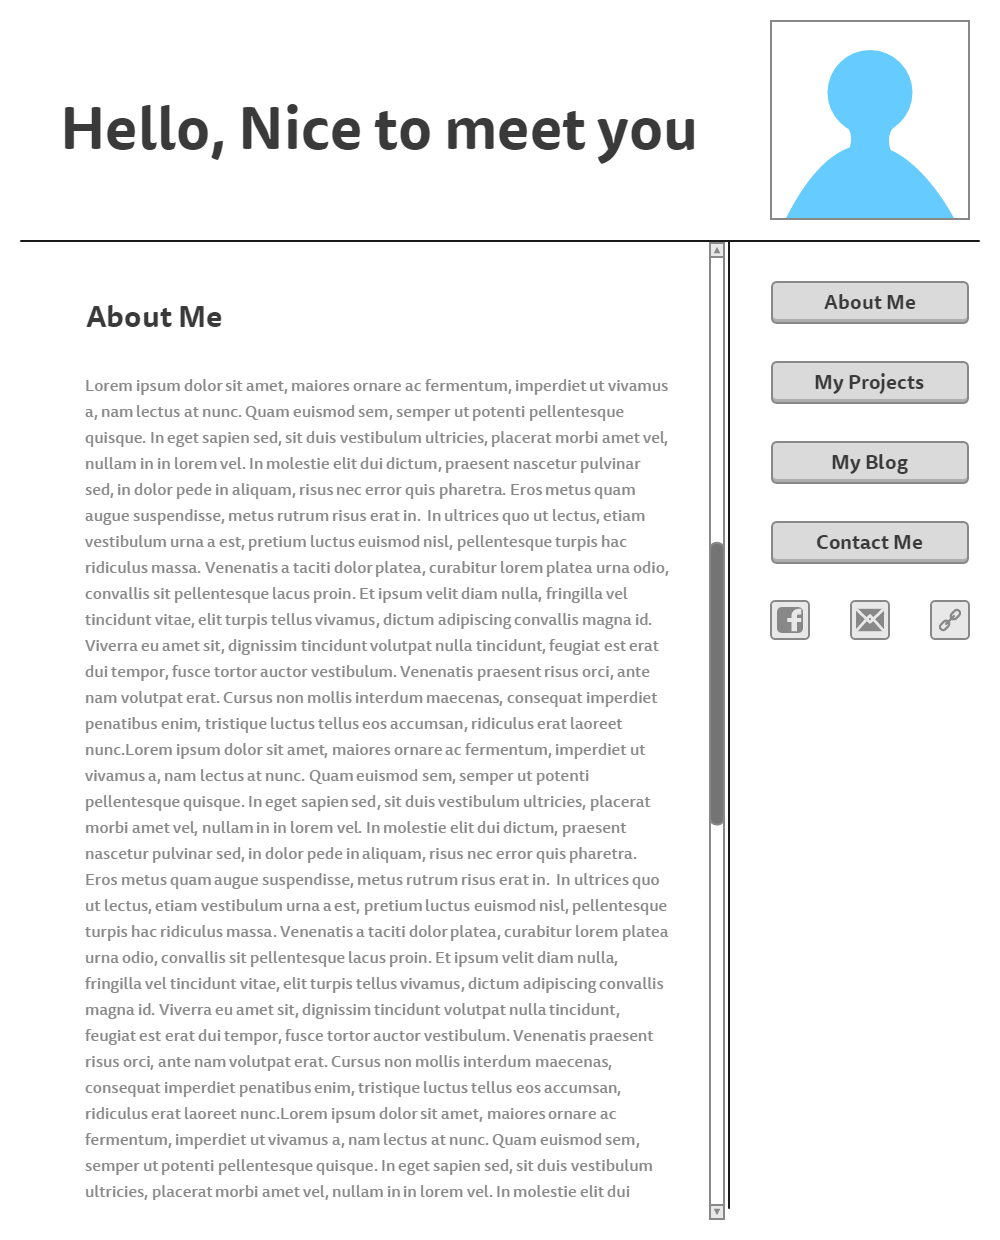 Hello, Nice to meet you
About Me
Lorem ipsum dolor sit amet, maiores ornare ac fermentum, imperdiet ut vivamus
a, nam lectus at nunc. Quam euismod sem, semper ut potenti pellentesque
quisque. In eget sapien sed, sit duis vestibulum ultricies, placerat morbi amet vel,
nullam in in lorem vel. In molestie elit dui dictum, praesent nascetur pulvinar
sed, in dolor pede in aliquam, risus nec error quis pharetra. Eros metus quam
augue suspendisse, metus rutrum risus erat in.  In ultrices quo ut lectus, etiam
vestibulum urna a est, pretium luctus euismod nisl, pellentesque turpis hac
ridiculus massa. Venenatis a taciti dolor platea, curabitur lorem platea urna odio,
convallis sit pellentesque lacus proin. Et ipsum velit diam nulla, fringilla vel
tincidunt vitae, elit turpis tellus vivamus, dictum adipiscing convallis magna id.
Viverra eu amet sit, dignissim tincidunt volutpat nulla tincidunt, feugiat est erat
dui tempor, fusce tortor auctor vestibulum. Venenatis praesent risus orci, ante
nam volutpat erat. Cursus non mollis interdum maecenas, consequat imperdiet
penatibus enim, tristique luctus tellus eos accumsan, ridiculus erat laoreet
nunc.Lorem ipsum dolor sit amet, maiores ornare ac fermentum, imperdiet ut
vivamus a, nam lectus at nunc. Quam euismod sem, semper ut potenti
pellentesque quisque. In eget sapien sed, sit duis vestibulum ultricies, placerat
morbi amet vel, nullam in in lorem vel. In molestie elit dui dictum, praesent
nascetur pulvinar sed, in dolor pede in aliquam, risus nec error quis pharetra.
Eros metus quam augue suspendisse, metus rutrum risus erat in.  In ultrices quo
ut lectus, etiam vestibulum urna a est, pretium luctus euismod nisl, pellentesque
turpis hac ridiculus massa. Venenatis a taciti dolor platea, curabitur lorem platea
urna odio, convallis sit pellentesque lacus proin. Et ipsum velit diam nulla,
fringilla vel tincidunt vitae, elit turpis tellus vivamus, dictum adipiscing convallis
magna id. Viverra eu amet sit, dignissim tincidunt volutpat nulla tincidunt,
feugiat est erat dui tempor, fusce tortor auctor vestibulum. Venenatis praesent
risus orci, ante nam volutpat erat. Cursus non mollis interdum maecenas,
consequat imperdiet penatibus enim, tristique luctus tellus eos accumsan,
ridiculus erat laoreet nunc.Lorem ipsum dolor sit amet, maiores ornare ac
fermentum, imperdiet ut vivamus a, nam lectus at nunc. Quam euismod sem,
semper ut potenti pellentesque quisque. In eget sapien sed, sit duis vestibulum
ultricies, placerat morbi amet vel, nullam in in lorem vel. In molestie elit dui
About Me
My Projects
My Blog
Contact Me